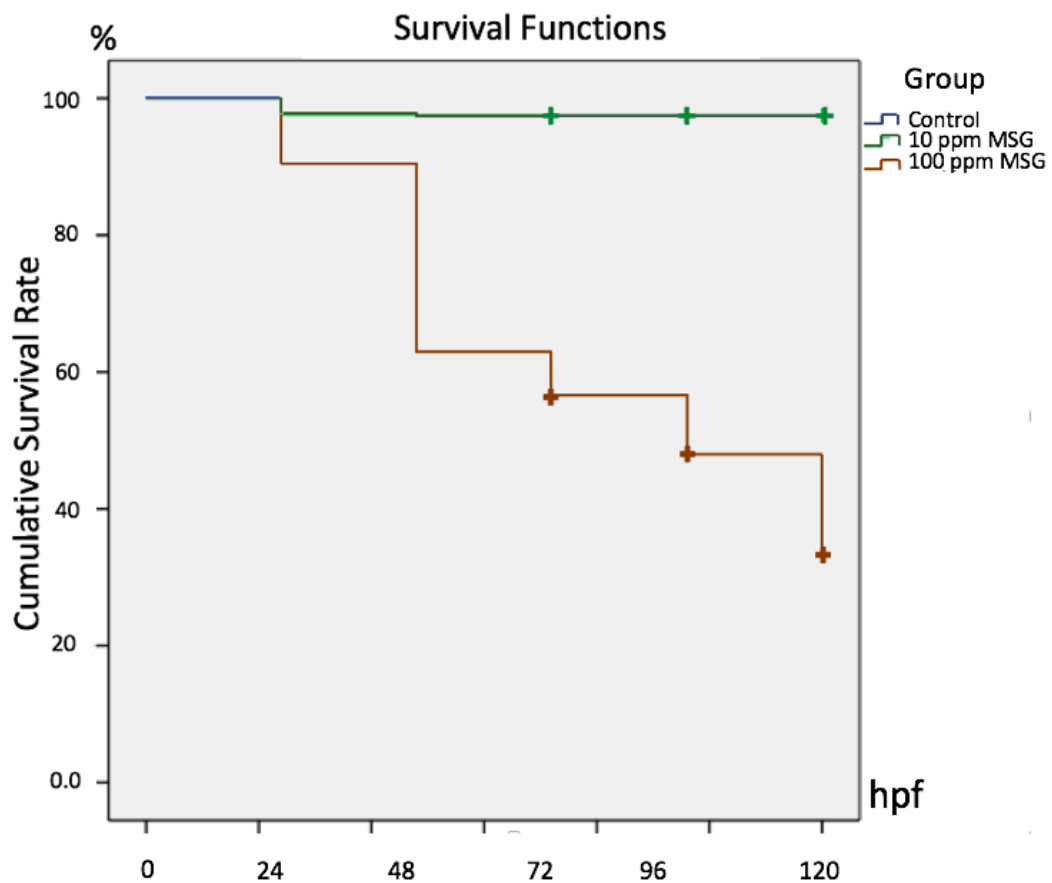 Survival Functions
%
100
80
60
40
20
0.0
Cumulative Survival Rate
Group
Control
10 ppm MSG
100 ppm MSG
hpf
0 24 48 72 96 120